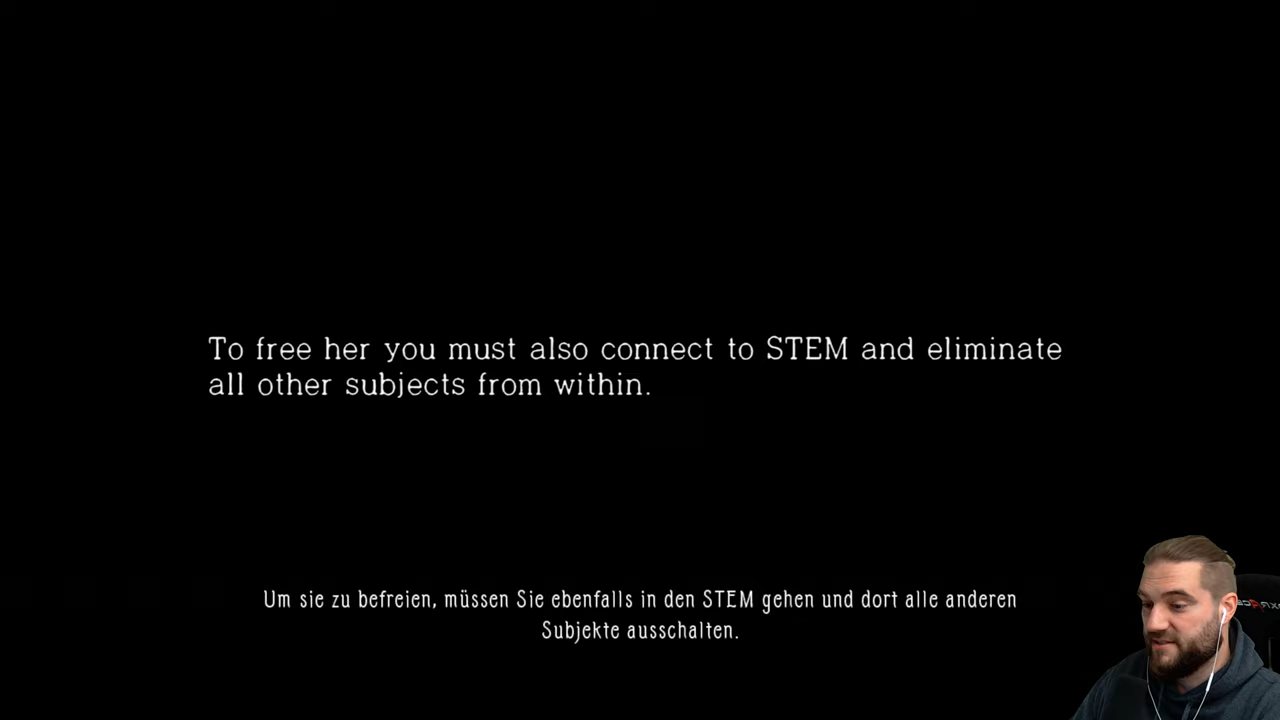 To free her you must also connect to STEM and eliminate
all other subjects from within.
Um sie zu befreien, müssen Sie ebenfalls in den STEM gehen und dort alle anderen
Subjekte ausschalten.